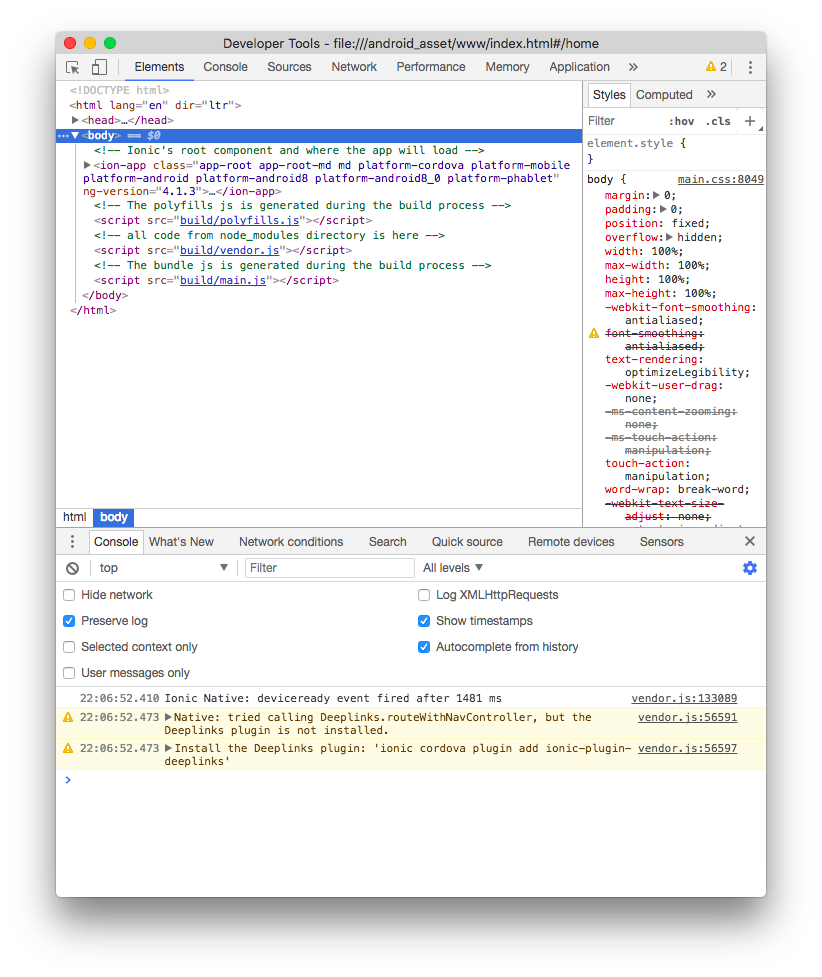 Developer Tools - file:///android_asset/www/index.html#/home
Elements Console Sources Network Performance Memory Application » 2
<!DOCTYPE html>
<html lang="en" dir="ltr">
▶<head>…</head>
…▼<body> == $0
<!-- Ionic's root component and where the app will load -->
▶<ion-app class="app-root app-root-md md platform-cordova platform-mobile
platform-android platform-android8 platform-android8_0 platform-phablet"
ng-version="4.1.3">…</ion-app>
<!-- The polyfills js is generated during the build process -->
<script src="build/polyfills.js"></script>
<!-- all code from node_modules directory is here -->
<script src="build/vendor.js"></script>
<!-- The bundle js is generated during the build process -->
<script src="build/main.js"></script>
</body>
</html>
html body
Styles Computed »
Filter :hov .cls +
element.style {
}
body { main.css:8049
margin:▶0;
padding:▶0;
position: fixed;
overflow:▶hidden;
width: 100%;
max-width: 100%;
height: 100%;
max-height: 100%;
-webkit-font-smoothing:
antialiased;
font-smoothing:
antialiased;
text-rendering:
optimizeLegibility;
-webkit-user-drag:
none;
-ms-content-zooming:
none;
-ms-touch-action:
manipulation;
touch-action:
manipulation;
word-wrap: break-word;
-webkit-text-size-
adjust: none;
Console What's New Network conditions Search Quick source Remote devices Sensors
top ▼ Filter All levels ▼
Hide network Log XMLHttpRequests
Preserve log Show timestamps
Selected context only Autocomplete from history
User messages only
22:06:52.410 Ionic Native: deviceready event fired after 1481 ms vendor.js:133089
22:06:52.473 ▶Native: tried calling Deeplinks.routeWithNavController, but the vendor.js:56591
Deeplinks plugin is not installed.
22:06:52.473 ▶Install the Deeplinks plugin: 'ionic cordova plugin add ionic-plugin- vendor.js:56597
deeplinks'
>